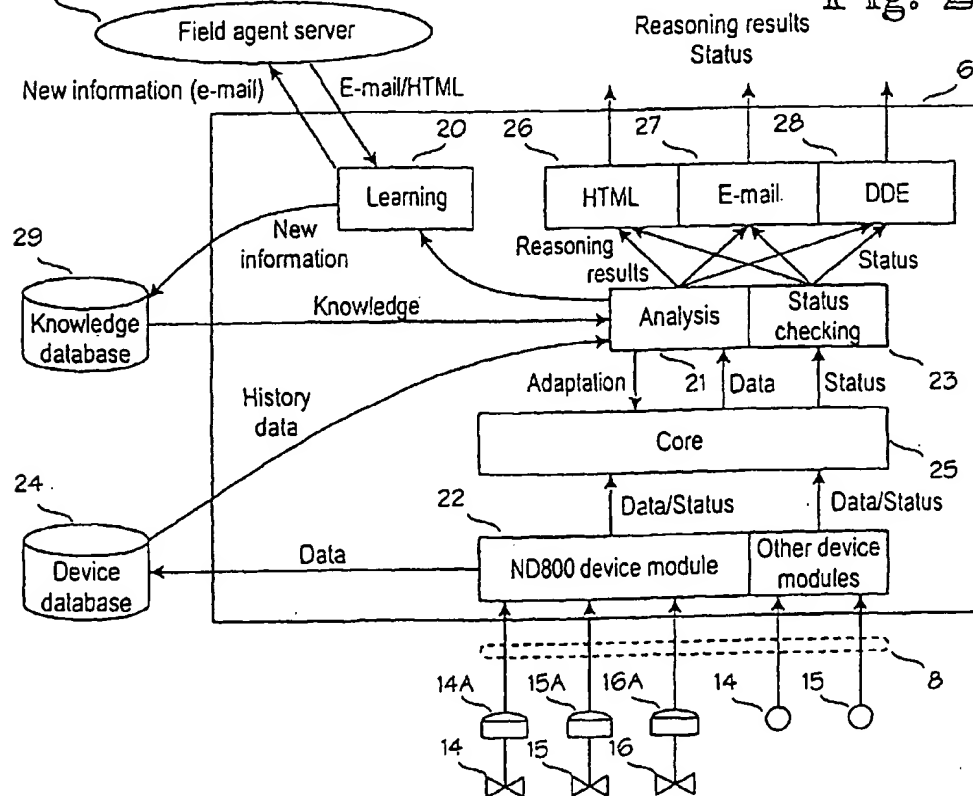 Fig.
Field agent server
Reasoning results
Status
New information (e-mail)
E-mail/HTML
6
20
26
27
28
Learning
HTML
E-mail
DDE
29
New
information
Reasoning
results
Status
Knowledge
database
Knowledge
Analysis
Status
checking
History
data
Adaptation
21
Data
Status
23
Core
25
24
22
Data/Status
Data/Status
Device
database
Data
ND800 device module
Other device
modules
8
14A
15A
16A
14
15
14
15
16